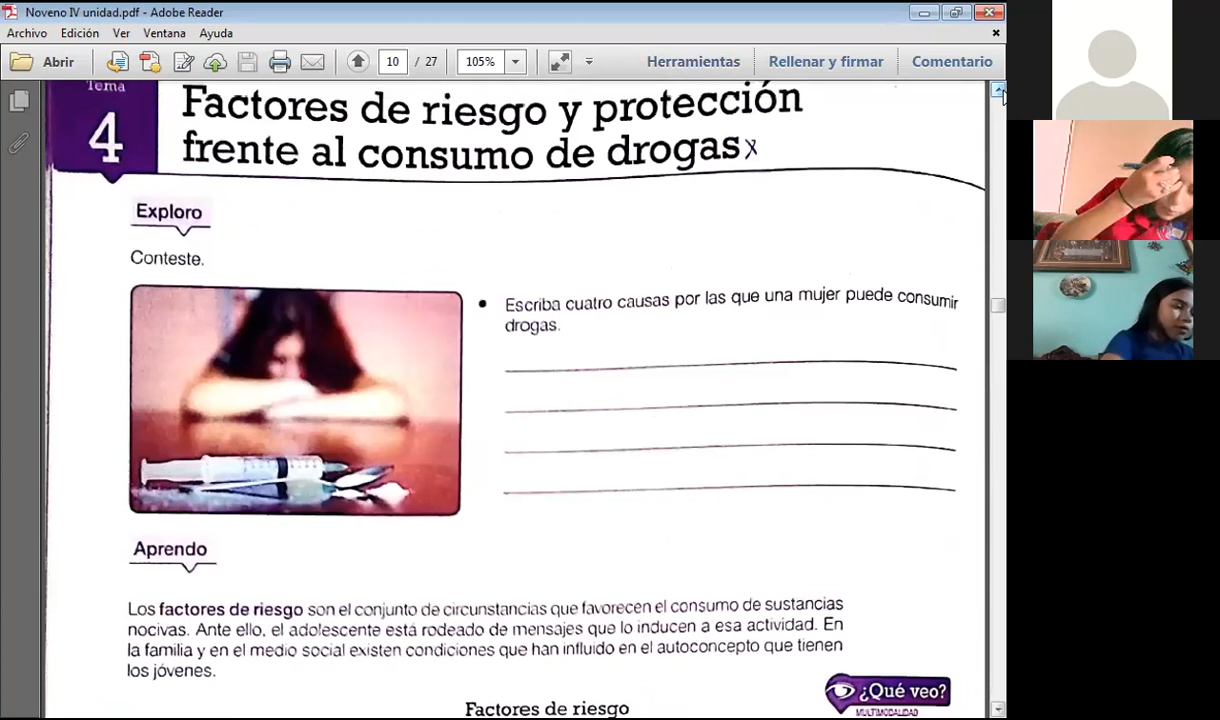 Noveno IV unidad.pdf - Adobe Reader
Archivo Edición Ver Ventana Ayuda
Abrir 10 / 27 105% Herramientas Rellenar y firmar Comentario
Tema
4
Factores de riesgo y protección
frente al consumo de drogas
Exploro
Conteste.
• Escriba cuatro causas por las que una mujer puede consumir
drogas.
Aprendo
Los factores de riesgo son el conjunto de circunstancias que favorecen el consumo de sustancias
nocivas. Ante ello, el adolescente está rodeado de mensajes que lo inducen a esa actividad. En
la familia y en el medio social existen condiciones que han influido en el autoconcepto que tienen
los jóvenes.
¿Qué veo?
MULTIMODALIDAD
Factores de riesgo